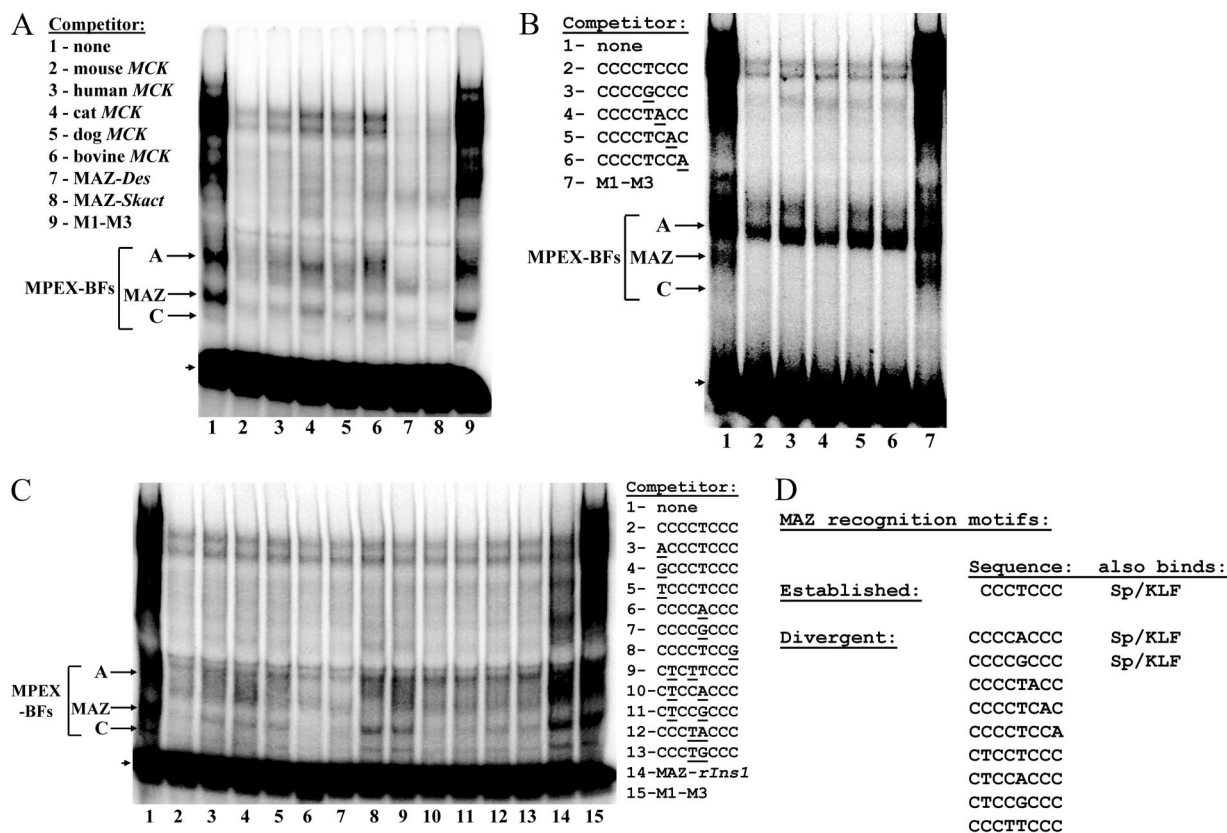 A
Competitor:
1 - none
2 - mouse MCK
3 - human MCK
4 - cat MCK
5 - dog MCK
6 - bovine MCK
7 - MAZ-Des
8 - MAZ-Skact
9 - M1-M3
MPEX-BFs
A
MAZ
C
1 2 3 4 5 6 7 8 9
B
Competitor:
1- none
2- CCCCTCCC
3- CCCCGCCC
4- CCCCTACC
5- CCCCTCAC
6- CCCCTCCA
7- M1-M3
MPEX-BFs
A
MAZ
C
1 2 3 4 5 6 7
C
MPEX
-BFs
A
MAZ
C
1 2 3 4 5 6 7 8 9 10 11 12 13 14 15
Competitor:
1- none
2- CCCCTCCC
3- ACCCTCCC
4- GCCCTCCC
5- TCCCTCCC
6- CCCCACCC
7- CCCCGCCC
8- CCCCTCCG
9- CTCTTCCC
10-CTCCACCC
11-CTCCGCCC
12-CCCTACCC
13-CCCTGCCC
14-MAZ-rIns1
15-M1-M3
D
MAZ recognition motifs:
Sequence: also binds:
Established: CCCTCCC Sp/KLF
Divergent: CCCCACCC Sp/KLF
CCCCGCCC Sp/KLF
CCCCTACC
CCCCTCAC
CCCCTCCA
CTCCTCCC
CTCCACCC
CTCCGCCC
CCCTTCCC